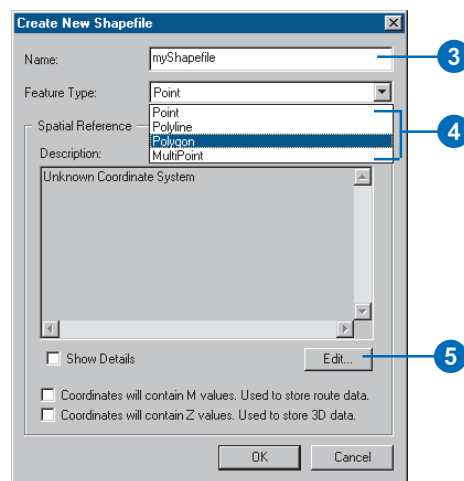 Create New Shapefile
Name:
myShapefile
3
Feature Type:
Point
Point
Polyline
Polygon
MultiPoint
4
Spatial Reference
Description:
Unknown Coordinate System
Show Details
Edit...
5
Coordinates will contain M values. Used to store route data.
Coordinates will contain Z values. Used to store 3D data.
OK
Cancel